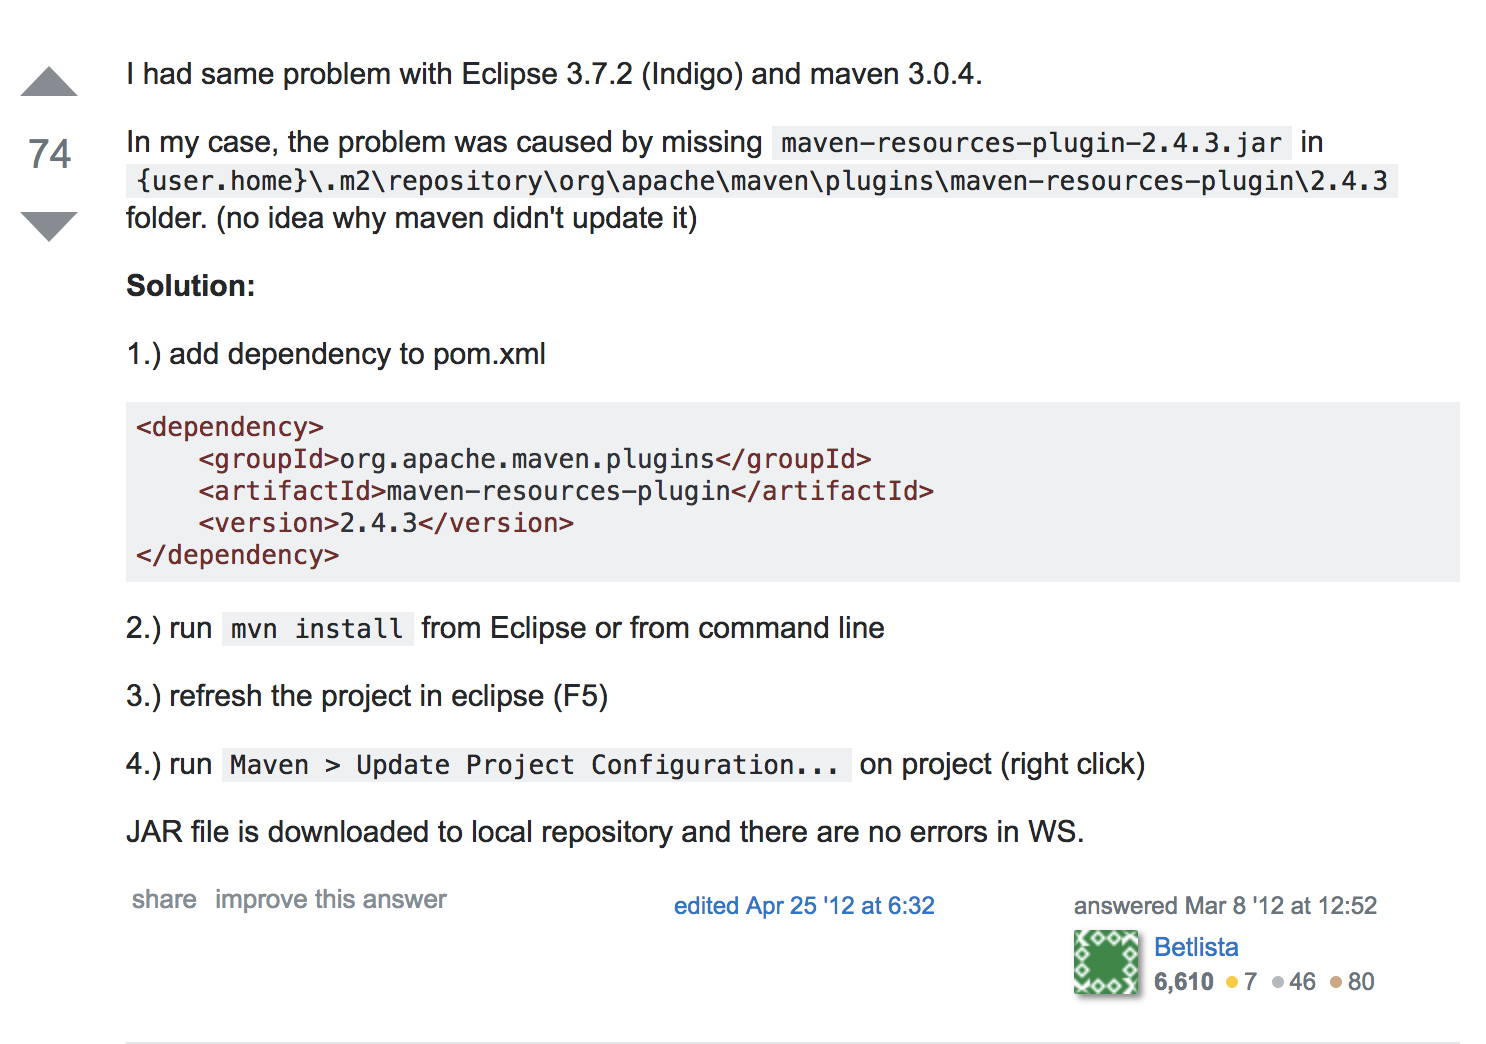 I had same problem with Eclipse 3.7.2 (Indigo) and maven 3.0.4.
74
In my case, the problem was caused by missing maven-resources-plugin-2.4.3.jar in
{user.home}\.m2\repository\org\apache\maven\plugins\maven-resources-plugin\2.4.3
folder. (no idea why maven didn't update it)
Solution:
1.) add dependency to pom.xml
<dependency>
    <groupId>org.apache.maven.plugins</groupId>
    <artifactId>maven-resources-plugin</artifactId>
    <version>2.4.3</version>
</dependency>
2.) run mvn install from Eclipse or from command line
3.) refresh the project in eclipse (F5)
4.) run Maven > Update Project Configuration... on project (right click)
JAR file is downloaded to local repository and there are no errors in WS.
share improve this answer
edited Apr 25 '12 at 6:32
answered Mar 8 '12 at 12:52
Betlista
6,610 7 46 80